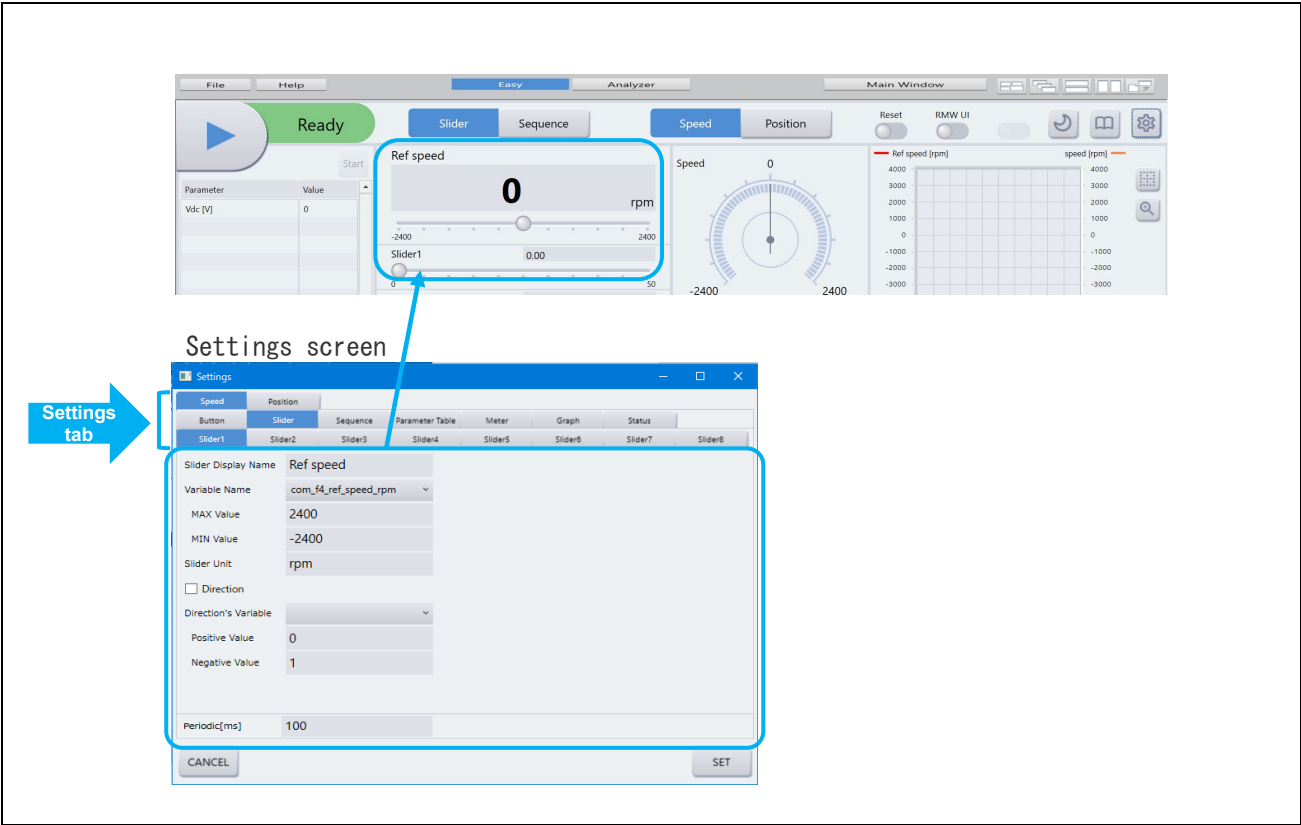 File Help Easy Analyzer Main Window
Ready Slider Sequence Speed Position Reset RMW UI
Start
Parameter Value
Vdc [V] 0
Ref speed
0 rpm
-2400 2400
Slider1 0.00
0 50
Speed 0
-2400 2400
Ref speed [rpm] speed [rpm]
4000 4000
3000 3000
2000 2000
1000 1000
0 0
-1000 -1000
-2000 -2000
-3000 -3000
Settings screen
Settings
Settings tab
Speed Position
Button Slider Sequence Parameter Table Meter Graph Status
Slider1 Slider2 Slider3 Slider4 Slider5 Slider6 Slider7 Slider8
Slider Display Name Ref speed
Variable Name com_f4_ref_speed_rpm
MAX Value 2400
MIN Value -2400
Slider Unit rpm
Direction
Direction's Variable
Positive Value 0
Negative Value 1
Periodic[ms] 100
CANCEL SET